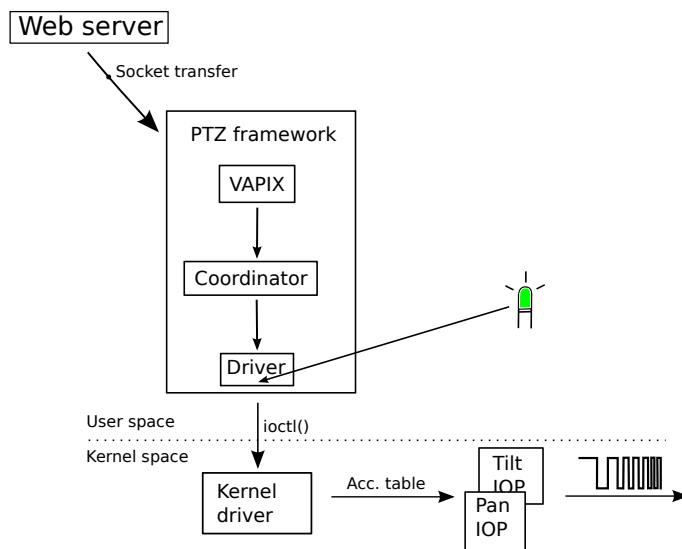 Web server
Socket transfer
PTZ framework
VAPIX
Coordinator
Driver
User space
ioctl()
Kernel space
Kernel
driver
Acc. table
Tilt
IOP
Pan
IOP